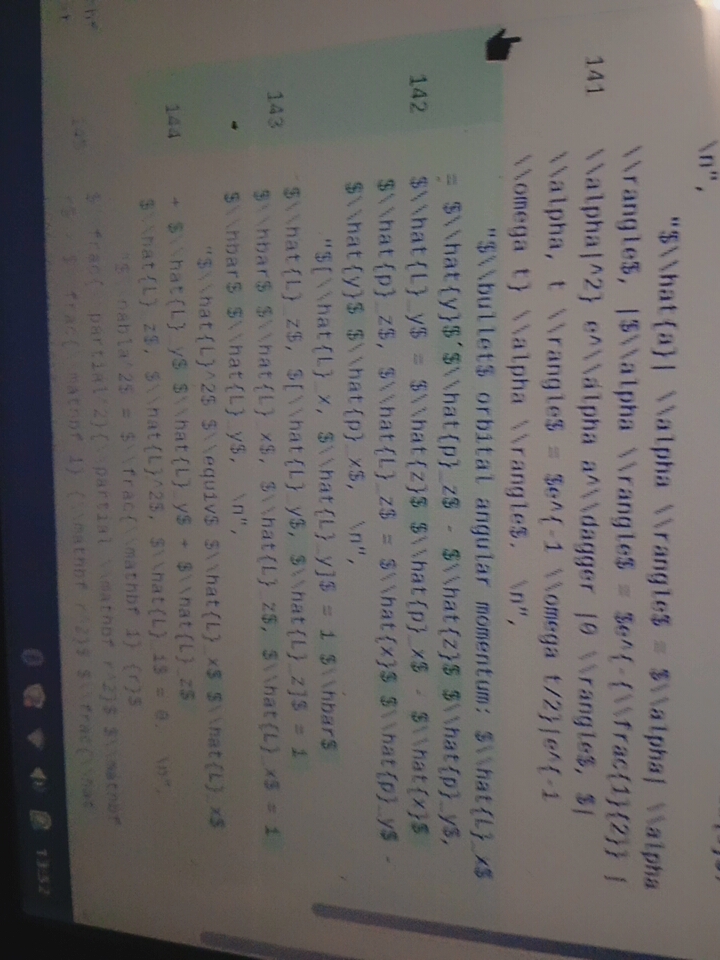 \n",
"$\\hat{a}| \\alpha \\rangle$ = $\\alpha| \\alpha
\\rangle$, |$\\alpha \\rangle$ = $e^{-{\\frac{1}{2}} |
141 \\alpha|^2} e^\\alpha a^\\dagger |0 \\rangle$, $|
\\alpha, t \\rangle$ = $e^{-i \\omega t/2}|e^{-i
\\omega t} \\alpha \\rangle$. \n",
"$\\bullet$ orbital angular momentum: $\\hat{L}_x$
= $\\hat{y}$ $\\hat{p}_z$ - $\\hat{z}$ $\\hat{p}_y$,
142 $\\hat{L}_y$ = $\\hat{z}$ $\\hat{p}_x$ - $\\hat{x}$
$\\hat{p}_z$, $\\hat{L}_z$ = $\\hat{x}$ $\\hat{p}_y$ -
$\\hat{y}$ $\\hat{p}_x$, \n",
"$[\\hat{L}_x, $\\hat{L}_y]$ = i $\\hbar$
$\\hat{L}_z$, $[\\hat{L}_y$, $\\hat{L}_z]$ = i
143 $\\hbar$ $\\hat{L}_x$, $\\hat{L}_z$, $\\hat{L}_x$ = i
$\\hbar$ $\\hat{L}_y$, \n",
"$\\hat{L}^2$ $\\equiv$ $\\hat{L}_x$ $\\hat{L}_x$
144 + $\\hat{L}_y$ $\\hat{L}_y$ + $\\hat{L}_z$
$\\hat{L}_z$, $\\hat{L}^2$, $\\hat{L}_i$ = 0. \n",
"$\\nabla^2$ = $\\frac{\\mathbf 1} {r}$
$\\frac{\\partial^2}{\\partial \\mathbf r^2}$ $\\mathbf
145 r$ - $ frac{\\mathbf 1} {\\mathbf r^2}$ $\\frac{\\hat
13:52